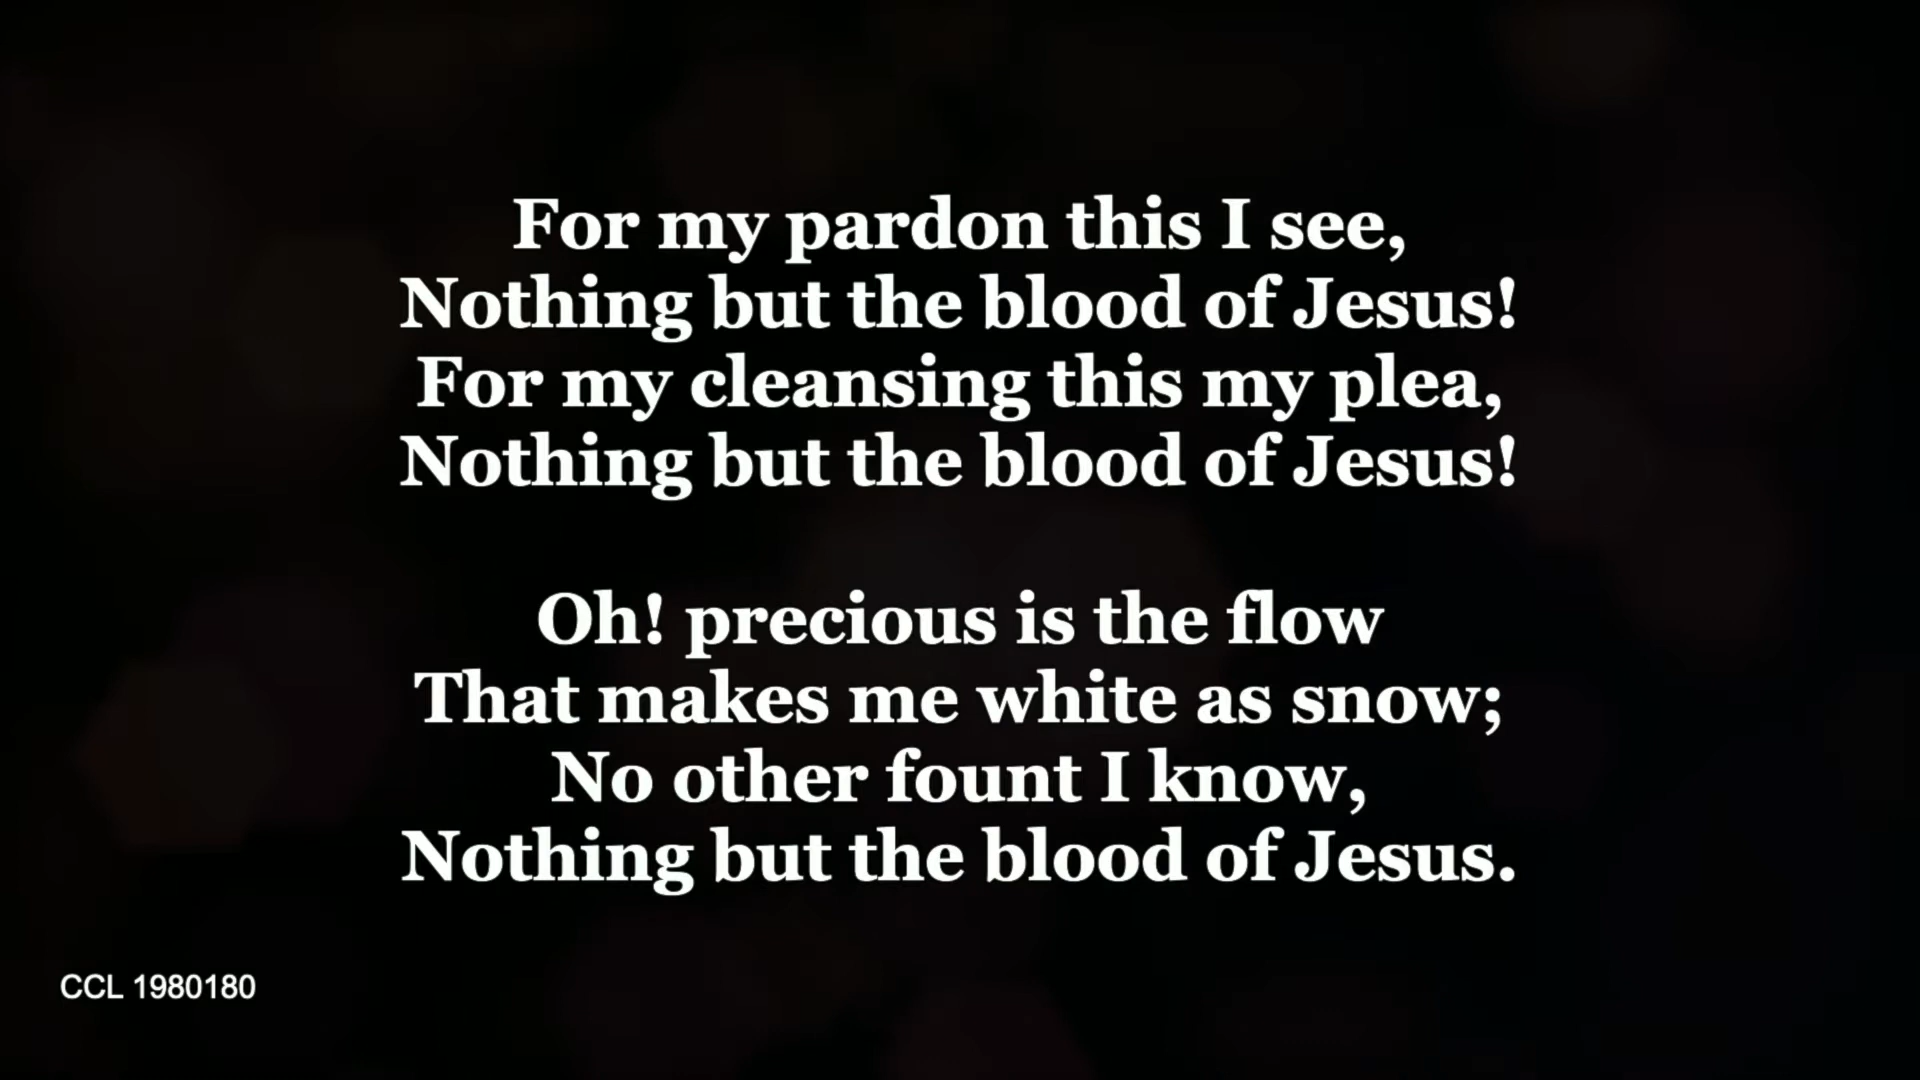 For my pardon this I see,
Nothing but the blood of Jesus!
For my cleansing this my plea,
Nothing but the blood of Jesus!
Oh! precious is the flow
That makes me white as snow;
No other fount I know,
Nothing but the blood of Jesus.
CCL 1980180